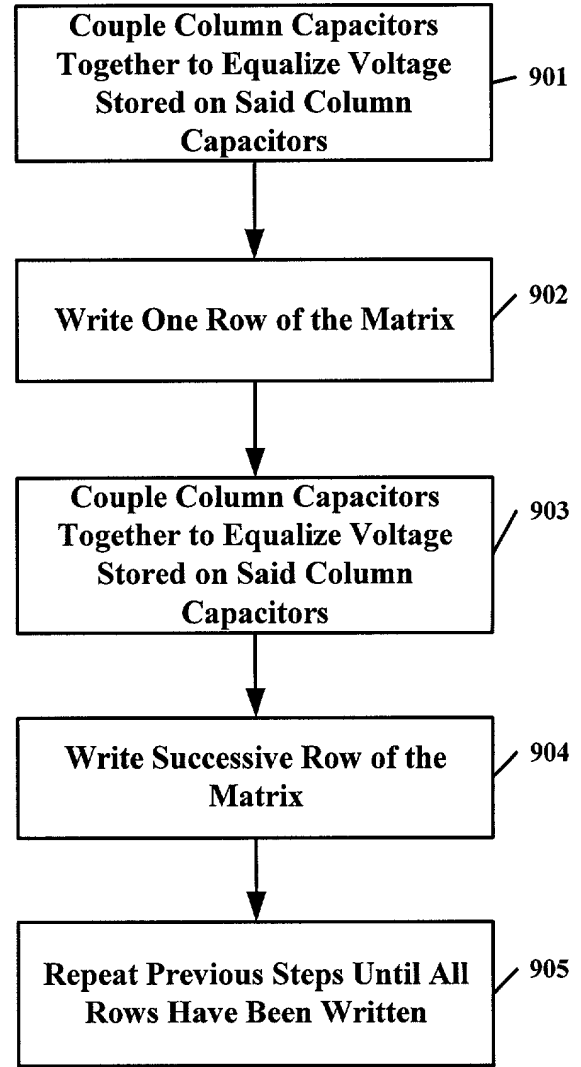 Couple Column Capacitors
Together to Equalize Voltage
Stored on Said Column
Capacitors
901
Write One Row of the Matrix
902
Couple Column Capacitors
Together to Equalize Voltage
Stored on Said Column
Capacitors
903
Write Successive Row of the
Matrix
904
Repeat Previous Steps Until All
Rows Have Been Written
905